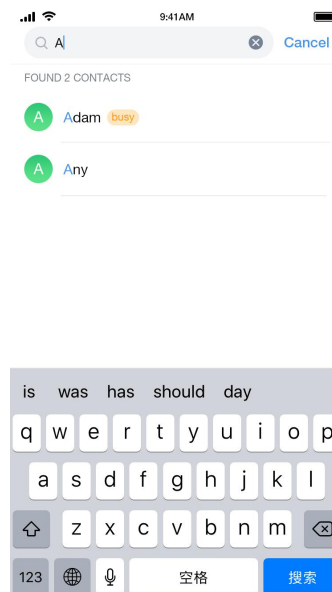 9:41AM
A Cancel
FOUND 2 CONTACTS
A Adam busy
A Any
is was has should day
q w e r t y u i o p
a s d f g h j k l
z x c v b n m
123 空格 搜索